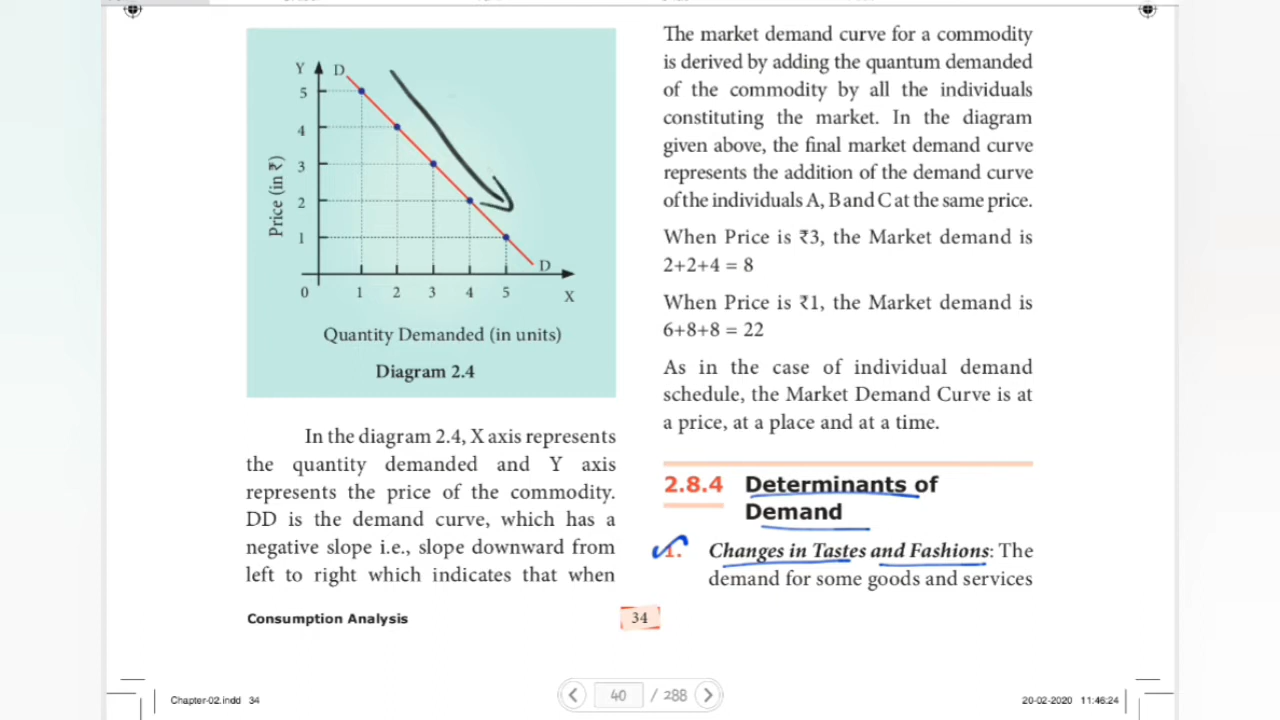 Y
D
5
4
3
2
1
Price (in ₹)
D
0
1
2
3
4
5
X
Quantity Demanded (in units)
Diagram 2.4
In the diagram 2.4, X axis represents
the quantity demanded and Y axis
represents the price of the commodity.
DD is the demand curve, which has a
negative slope i.e., slope downward from
left to right which indicates that when
The market demand curve for a commodity
is derived by adding the quantum demanded
of the commodity by all the individuals
constituting the market. In the diagram
given above, the final market demand curve
represents the addition of the demand curve
of the individuals A, B and C at the same price.
When Price is ₹3, the Market demand is
2+2+4 = 8
When Price is ₹1, the Market demand is
6+8+8 = 22
As in the case of individual demand
schedule, the Market Demand Curve is at
a price, at a place and at a time.
2.8.4 Determinants of
Demand
1. Changes in Tastes and Fashions: The
demand for some goods and services
Consumption Analysis
34
Chapter-02.indd 34
40 / 288
20-02-2020 11:46:24